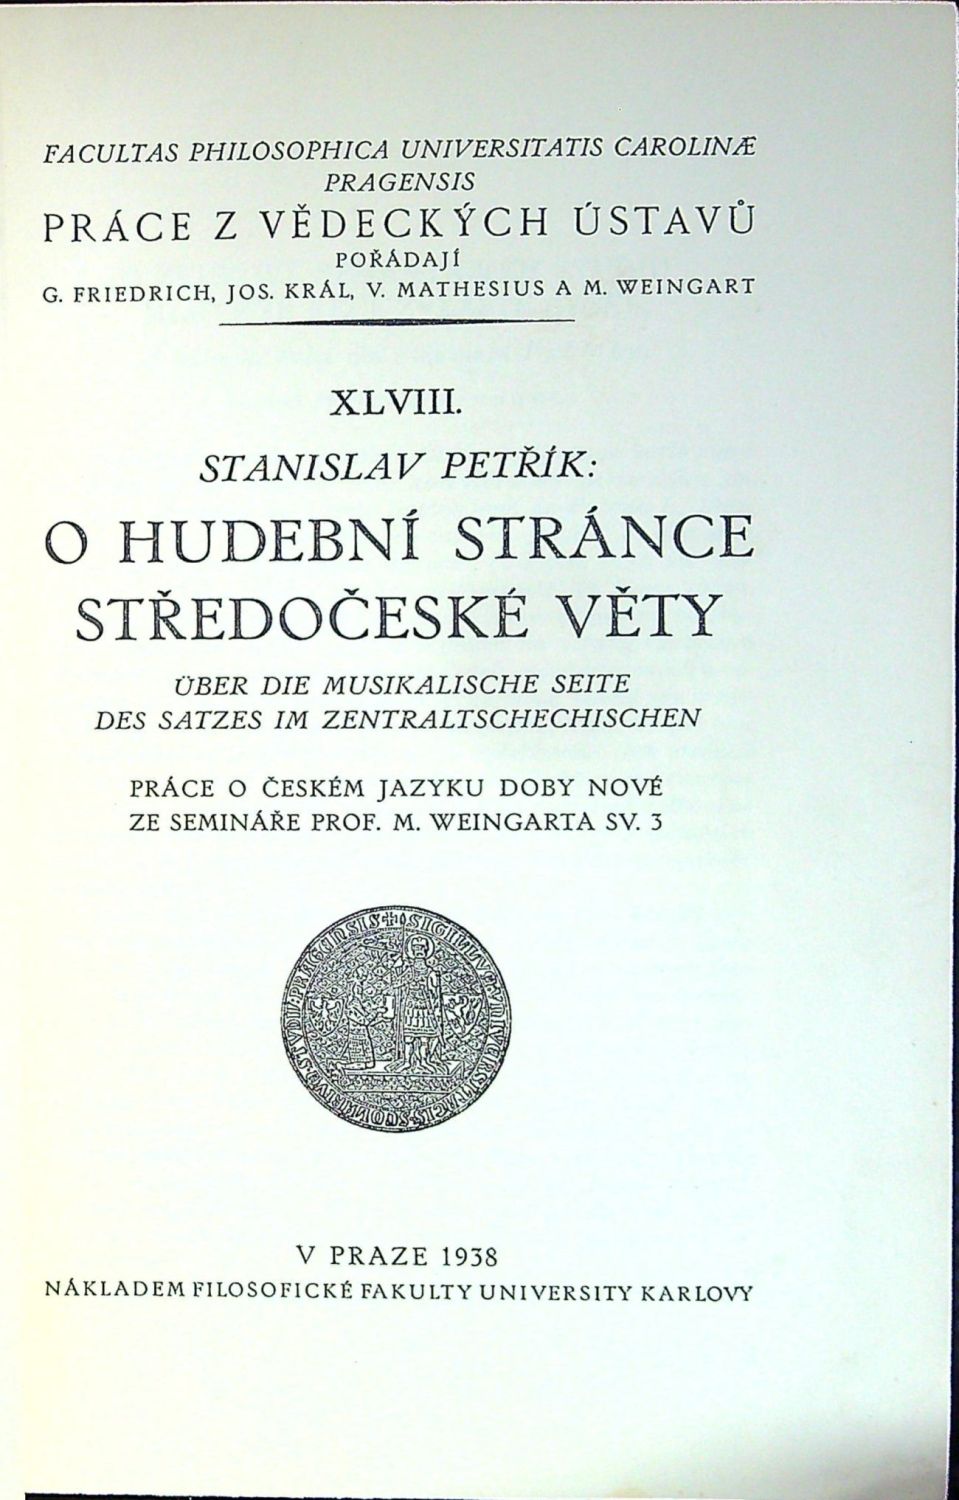 FACULTAS PHILOSOPHICA UNIVERSITATIS CAROLINÆ
PRAGENSIS
PRÁCE Z VĚDECKÝCH ÚSTAVŮ
POŘÁDAJÍ
G. FRIEDRICH, JOS. KRÁL, V. MATHESIUS A M. WEINGART
XLVIII.
STANISLAV PETŘÍK:
O HUDEBNÍ STRÁNCE
STŘEDOČESKÉ VĚTY
ÜBER DIE MUSIKALISCHE SEITE
DES SATZES IM ZENTRALTSCHECHISCHEN
PRÁCE O ČESKÉM JAZYKU DOBY NOVÉ
ZE SEMINÁŘE PROF. M. WEINGARTA SV. 3
V PRAZE 1938
NÁKLADEM FILOSOFICKÉ FAKULTY UNIVERSITY KARLOVY